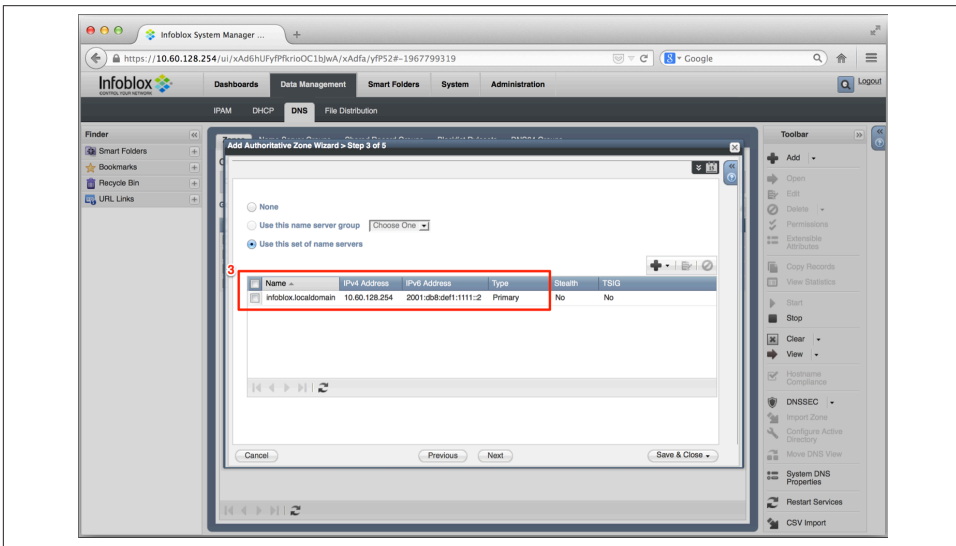 Infoblox System Manager ...
https://10.60.128.254/ui/xAd6hUFyfPfkrioOC1bJwA/xAdfa/yfP52#-1967799319
Google
Infoblox
CONTROL YOUR NETWORK
Dashboards
Data Management
Smart Folders
System
Administration
Logout
IPAM
DHCP
DNS
File Distribution
Finder
Smart Folders
Bookmarks
Recycle Bin
URL Links
Add Authoritative Zone Wizard > Step 3 of 5
None
Use this name server group
Choose One
Use this set of name servers
3
Name IPv4 Address IPv6 Address Type Stealth TSIG
infoblox.localdomain 10.60.128.254 2001:db8:def1:1111::2 Primary No No
Cancel
Previous
Next
Save & Close
Toolbar
Add
Open
Edit
Delete
Permissions
Extensible
Attributes
Copy Records
View Statistics
Start
Stop
Clear
View
Hostname
Compliance
DNSSEC
Import Zone
Configure Active
Directory
Move DNS View
System DNS
Properties
Restart Services
CSV Import